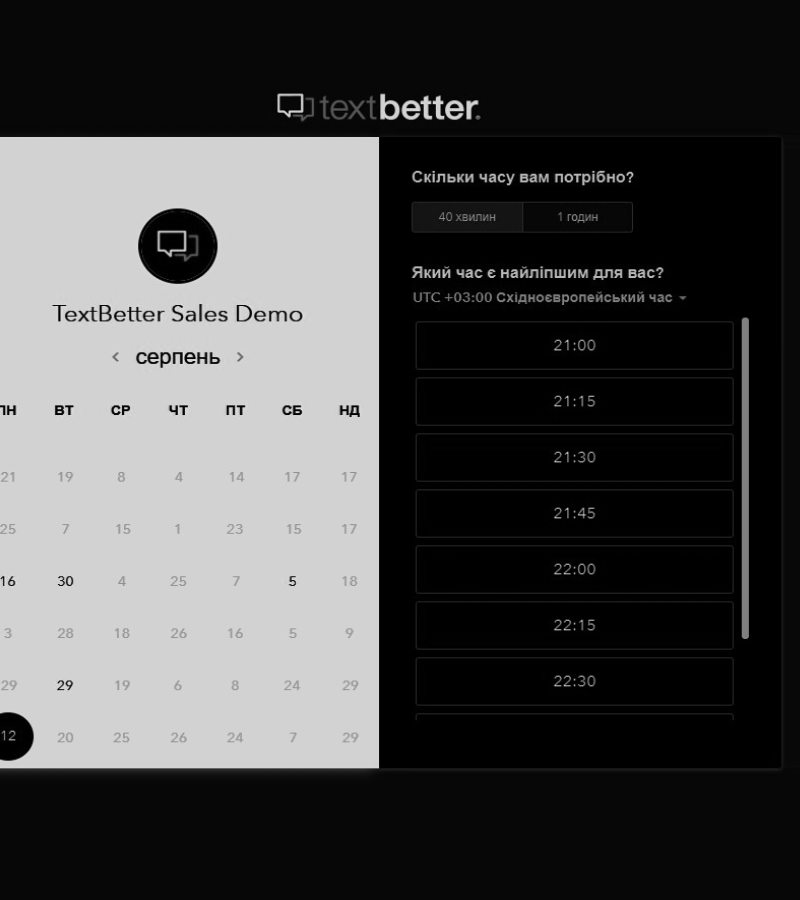 textbetter.
TextBetter Sales Demo
серпень
ПН ВТ СР ЧТ ПТ СБ НД
21 19 8 4 14 17 17
25 7 15 1 23 15 17
16 30 4 25 7 5 18
3 28 18 26 16 5 9
29 29 19 6 8 24 29
12 20 25 26 24 7 29
Скільки часу вам потрібно?
40 хвилин 1 годин
Який час є найліпшим для вас?
UTC +03:00 Східноєвропейський час
21:00
21:15
21:30
21:45
22:00
22:15
22:30